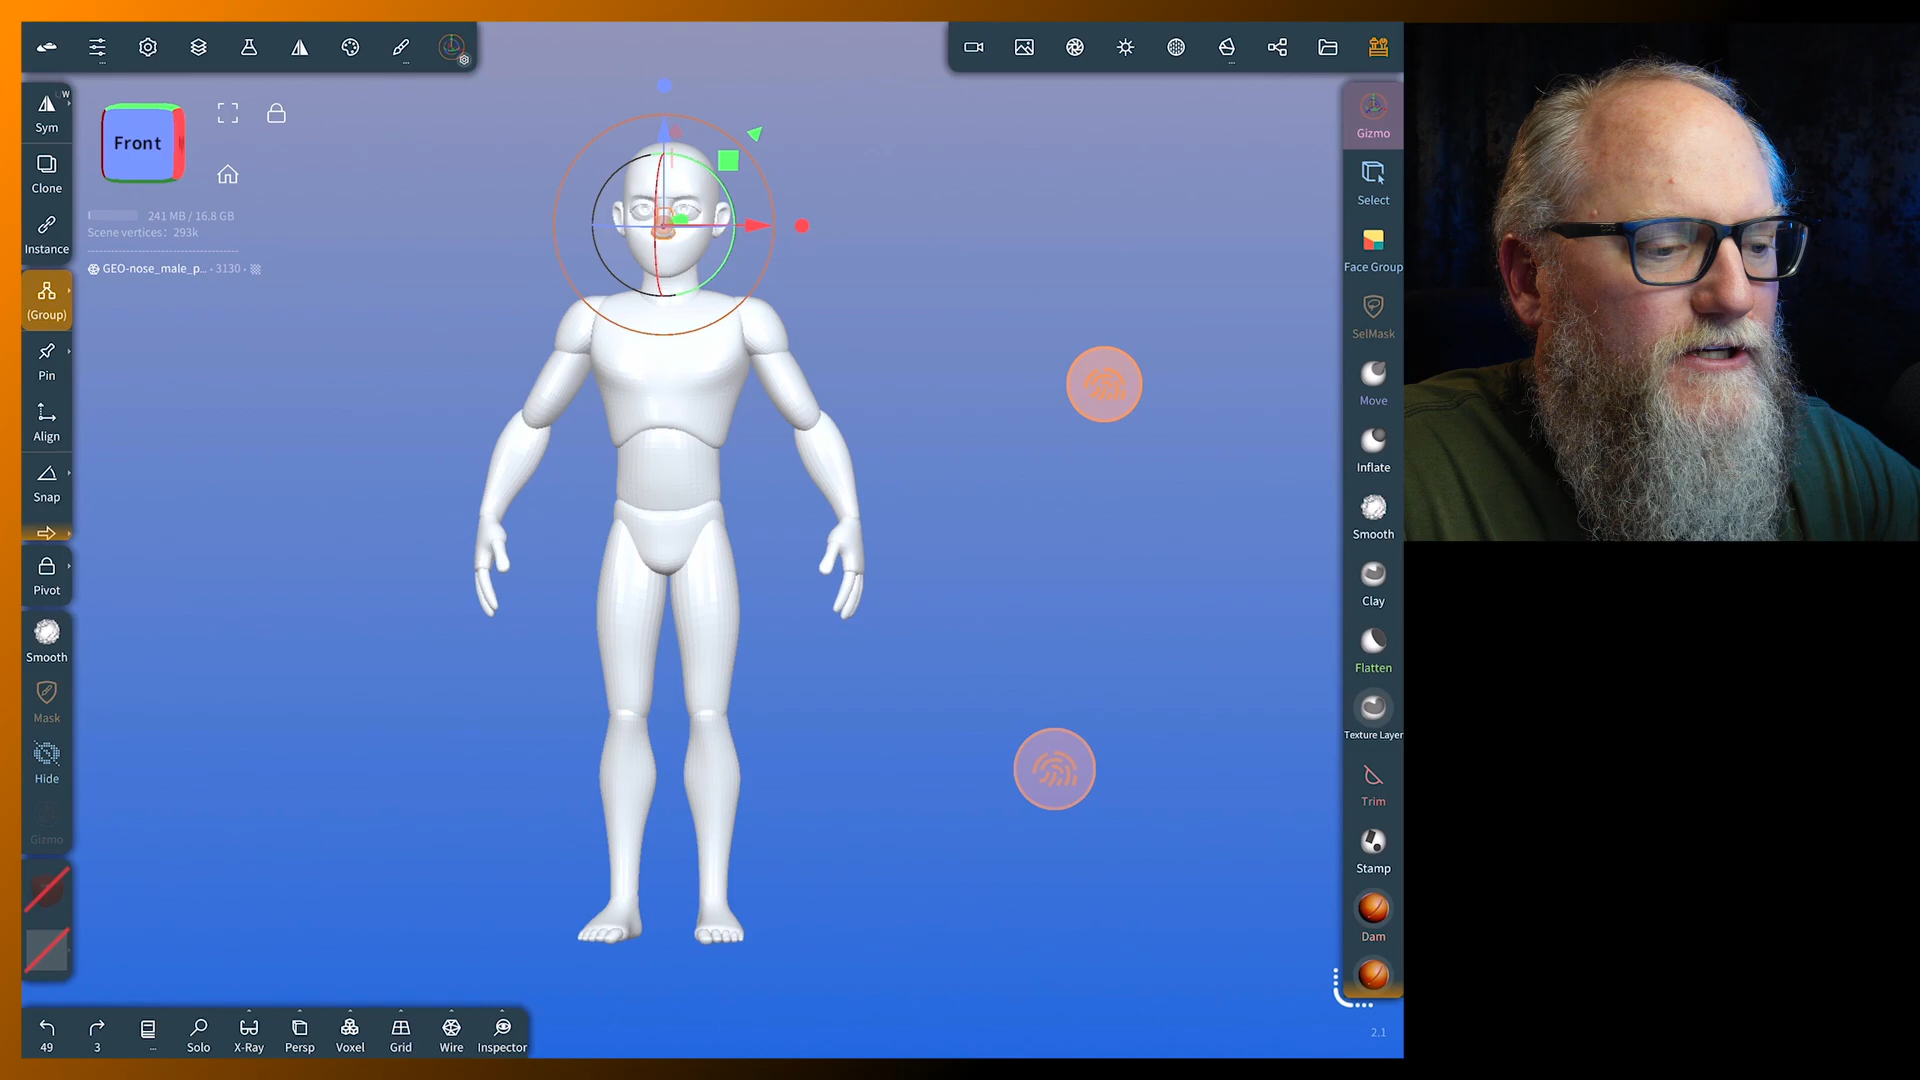 Sym
W
Clone
Instance
(Group)
Pin
Align
Snap
Pivot
Smooth
Mask
Hide
Gizmo
Front
241 MB / 16.8 GB
Scene vertices: 293k
GEO-nose_male_p... • 3130 •
Gizmo
Select
Face Group
SelMask
Move
Inflate
Smooth
Clay
Flatten
Texture Layer
Trim
Stamp
Dam
49
3
...
Solo
X-Ray
Persp
Voxel
Grid
Wire
Inspector
2.1